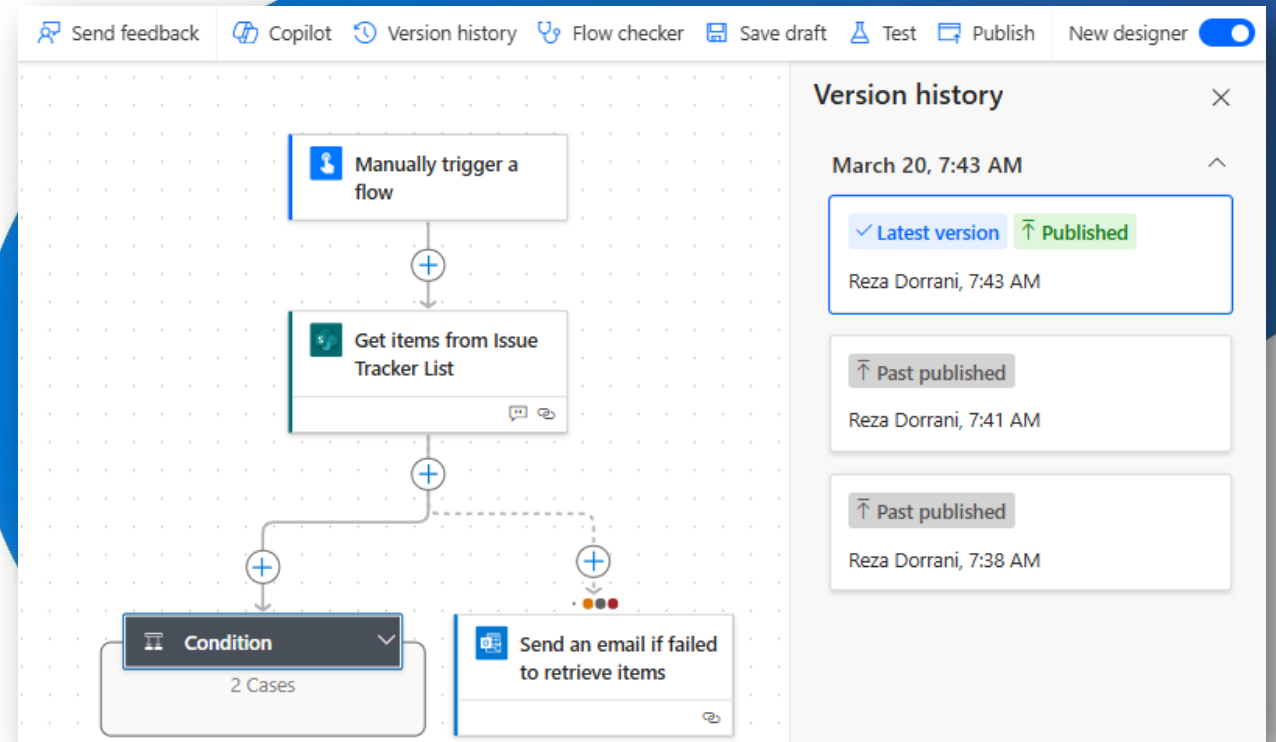 Send feedback Copilot Version history Flow checker Save draft Test Publish New designer
Manually trigger a
flow
Get items from Issue
Tracker List
Condition
2 Cases
Send an email if failed
to retrieve items
Version history
March 20, 7:43 AM
Latest version Published
Reza Dorrani, 7:43 AM
Past published
Reza Dorrani, 7:41 AM
Past published
Reza Dorrani, 7:38 AM